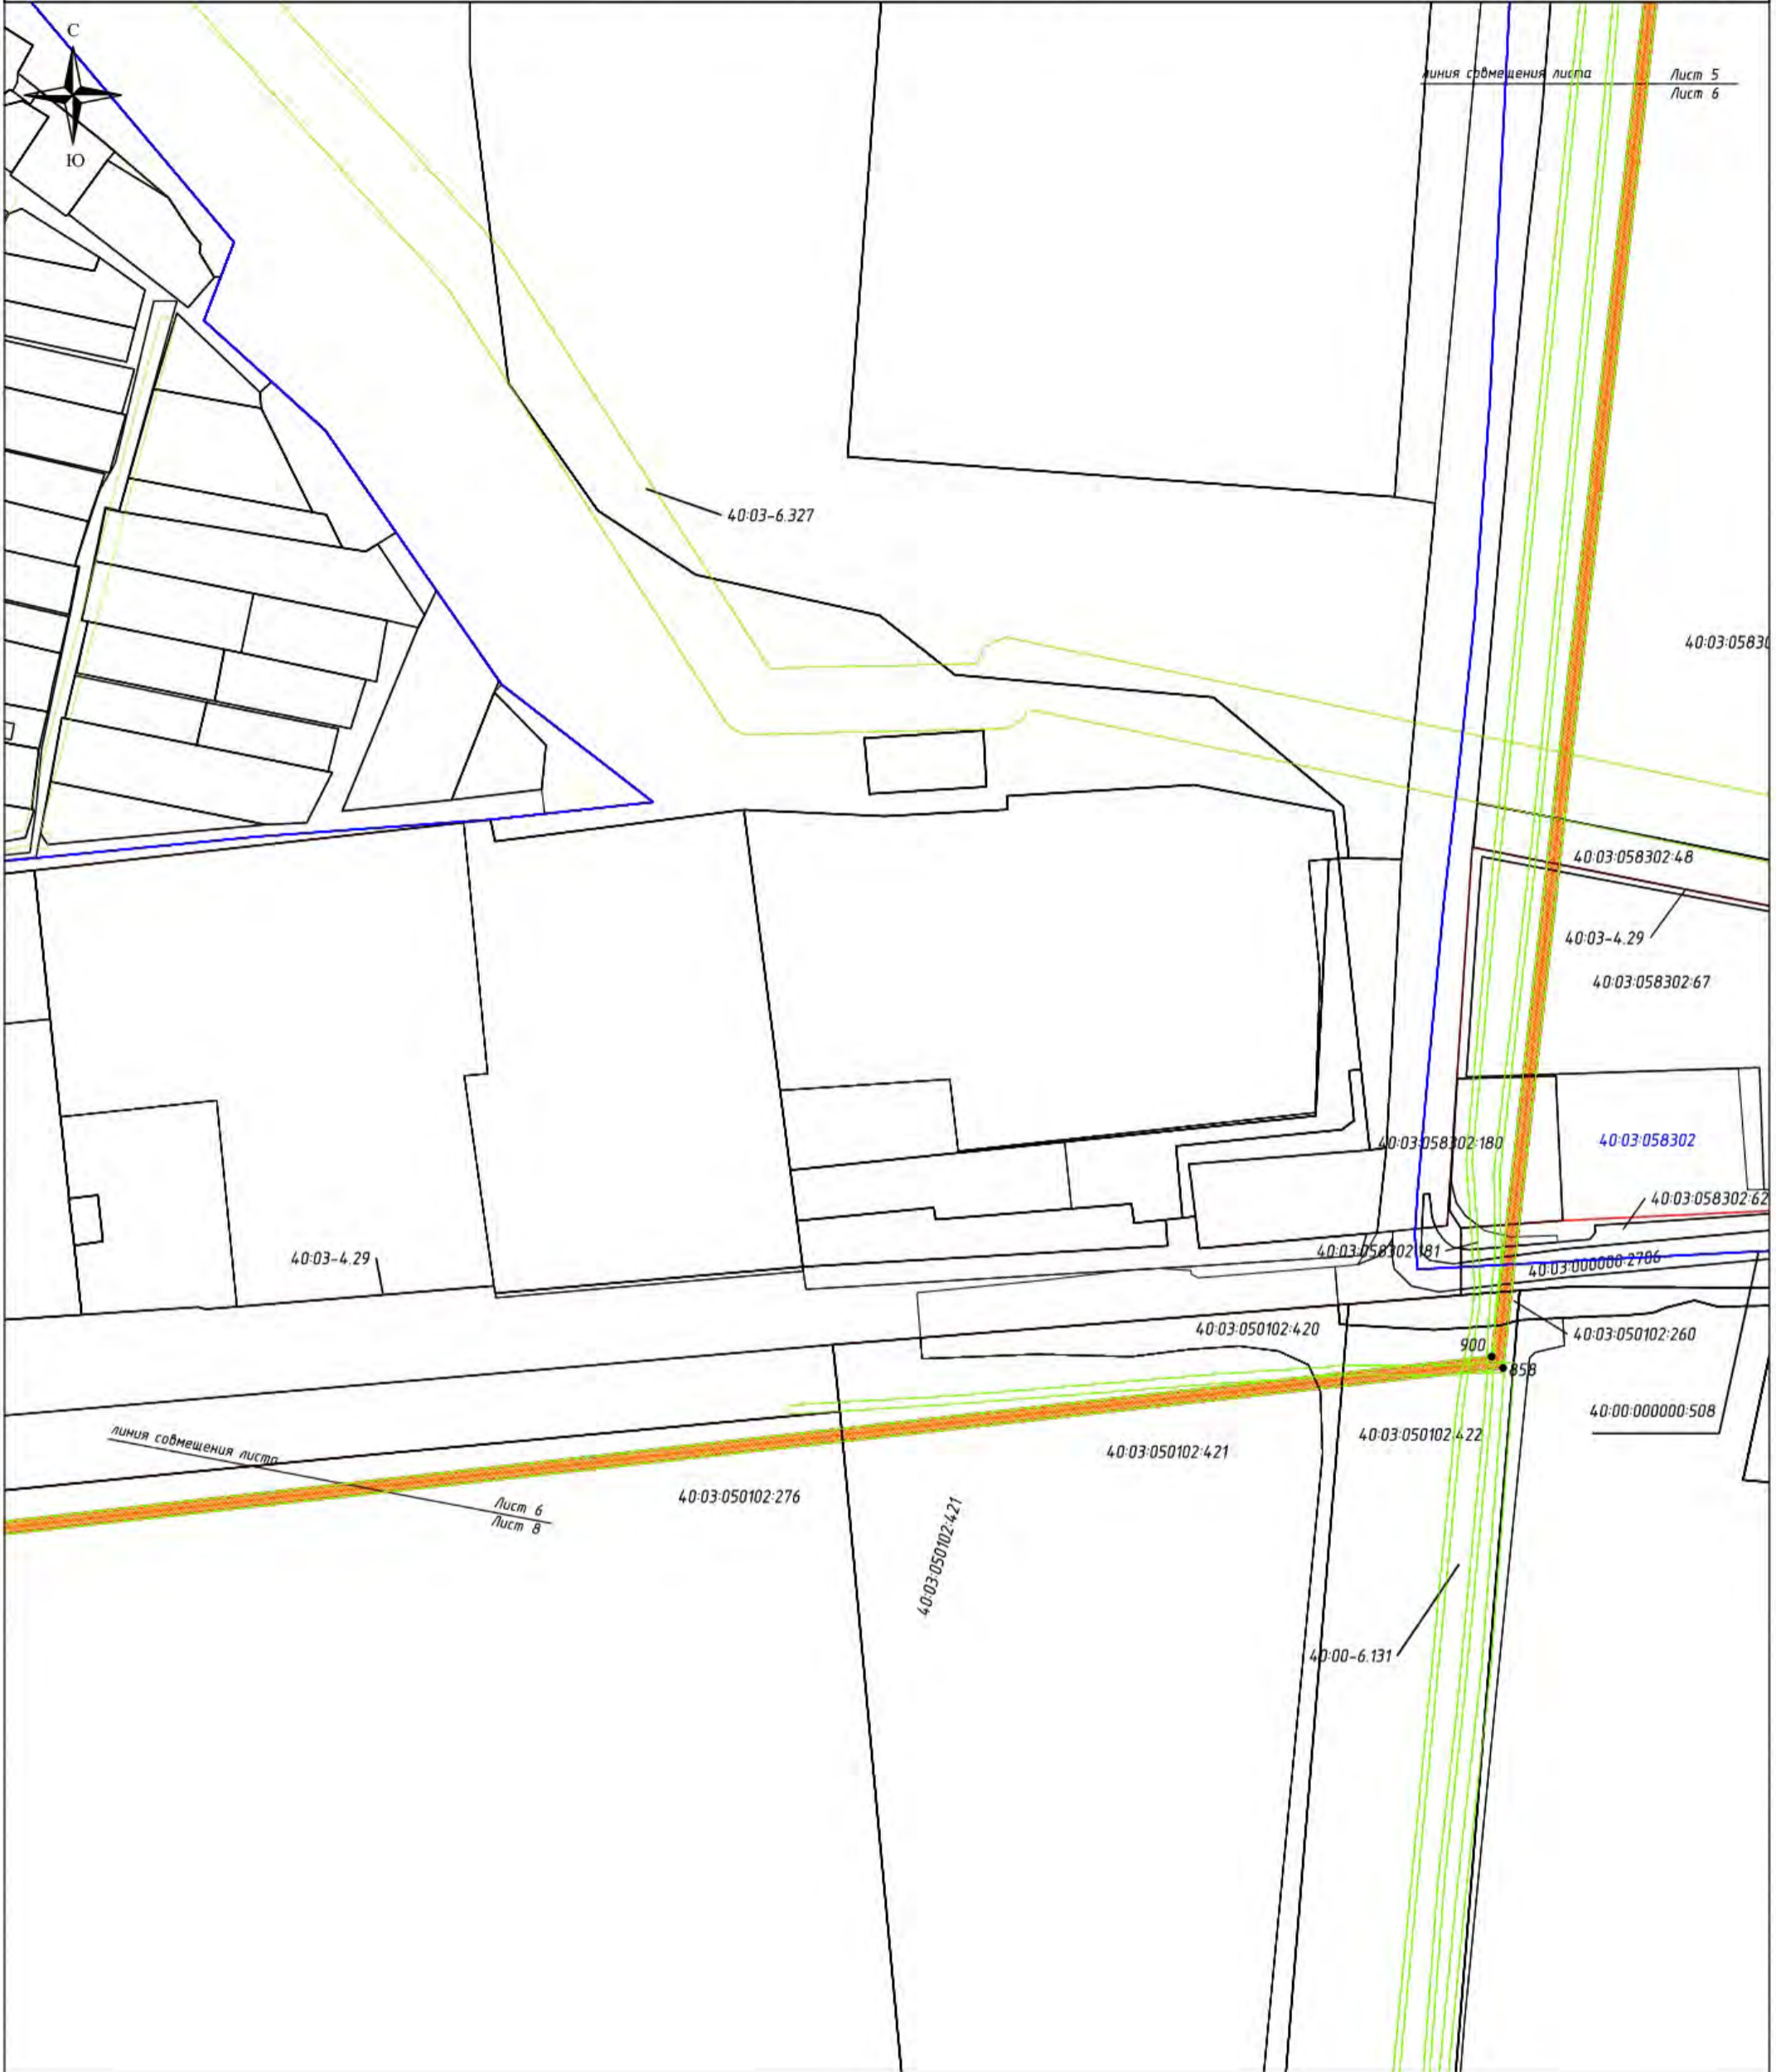 С
Ю
линия совмещения листа
Лист 5
Лист 6
40:03-6.327
40:03:05830
40:03:058302:48
40:03-4.29
40:03:058302:67
40:03:058302:180
40:03:058302
40:03:058302:62
40:03-4.29
40:03:058302:181
40:03:000000:2706
40:03:050102:420
40:03:050102:260
900
858
40:00:000000:508
40:03:050102:422
линия совмещения листа
40:03:050102:421
40:03:050102:276
Лист 6
Лист 8
40:03:050102:421
40:00-6.131